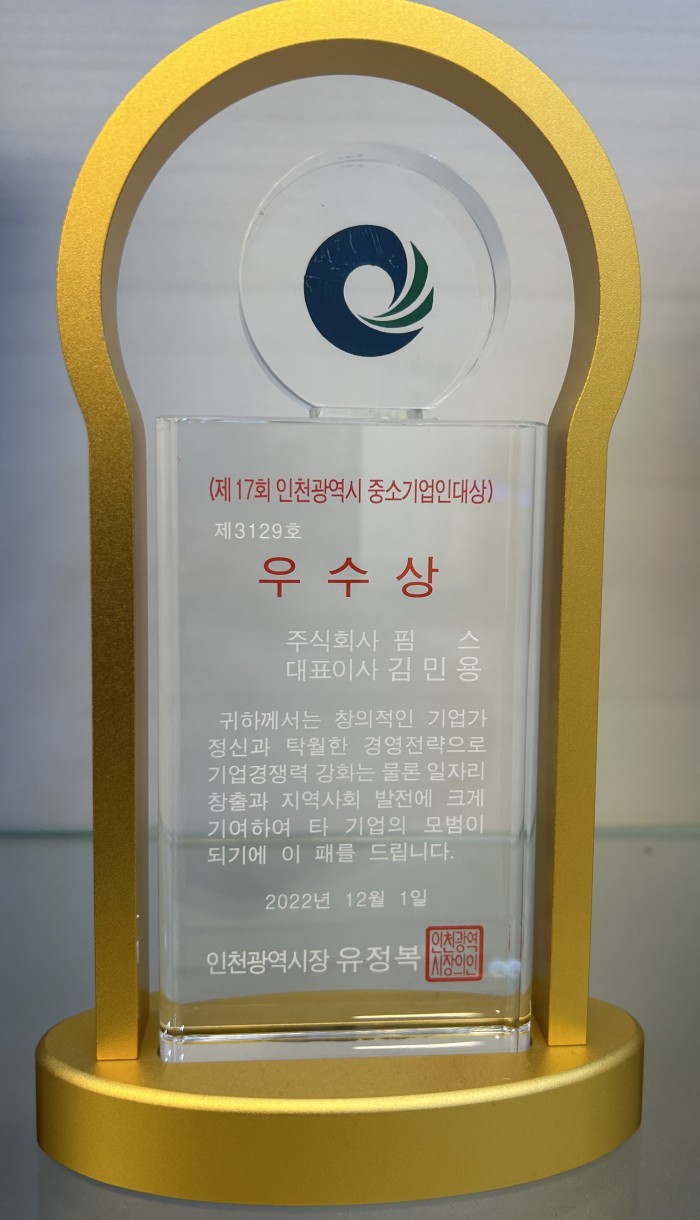 (제17회 인천광역시 중소기업인대상)
제3129호
우 수 상
주식회사 핌 스
대표이사 김 민 용
귀하께서는 창의적인 기업가
정신과 탁월한 경영전략으로
기업경쟁력 강화는 물론 일자리
창출과 지역사회 발전에 크게
기여하여 타 기업의 모범이
되기에 이 패를 드립니다.
2022년 12월 1일
인천광역시장 유정복
인천광역
시장의인